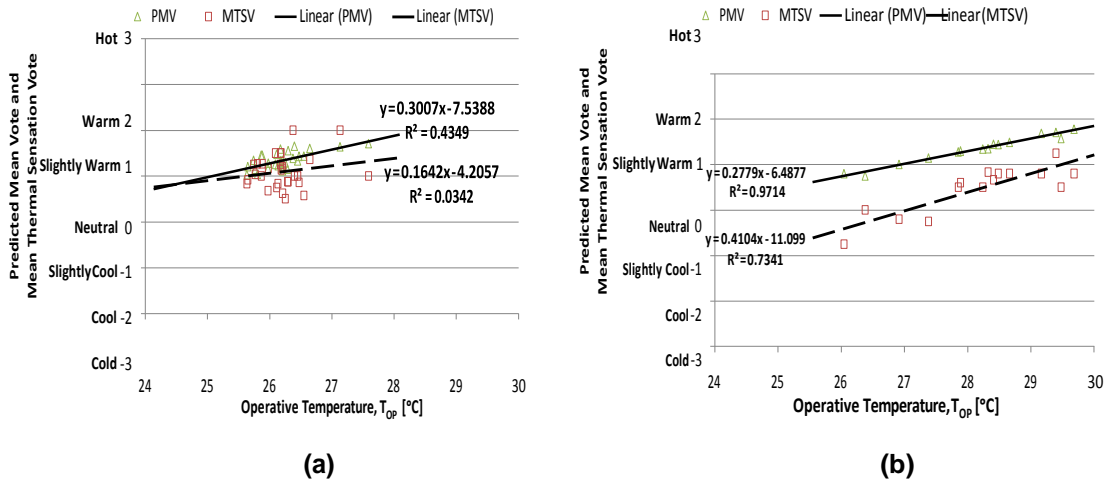 PMV MTSV Linear (PMV) Linear (MTSV)
Hot 3
Warm 2
Slightly Warm 1
Neutral 0
SlightlyCool -1
Cool -2
Cold -3
Predicted Mean Vote and
Mean Thermal Sensation Vote
y=0.3007x-7.5388
R² = 0.4349
y=0.1642x-4.2057
R² = 0.0342
24 25 26 27 28 29 30
Operative Temperature, TOP [°C]
(a)
PMV MTSV Linear (PMV) Linear (MTSV)
Hot 3
Warm 2
Slightly Warm 1
Neutral 0
Slightly Cool -1
Cool -2
Cold -3
Predicted Mean Vote and
Mean Thermal Sensation Vote
y=0.2779x-6.4877
R² = 0.9714
y=0.4104x-11.099
R² = 0.7341
24 25 26 27 28 29 30
Operative Temperature, TOP [°C]
(b)